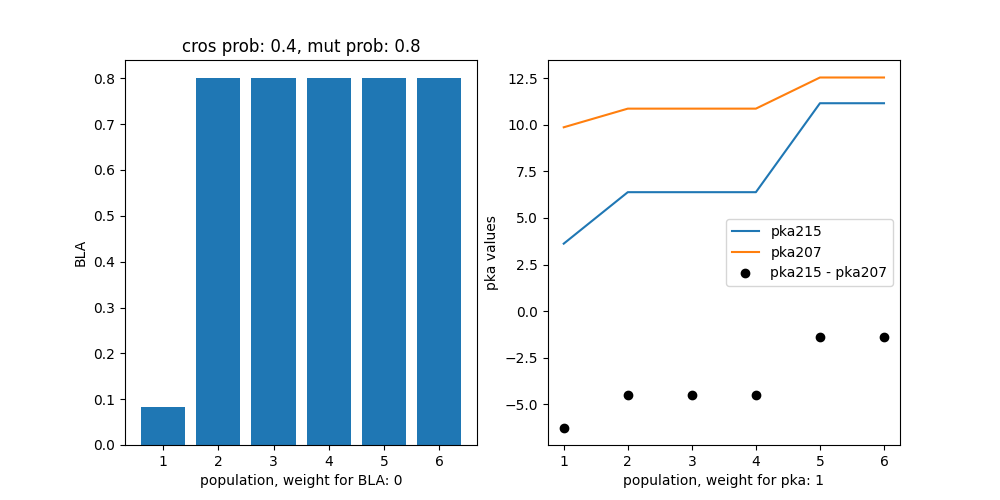 cros prob: 0.4, mut prob: 0.8
BLA
0.8
0.7
0.6
0.5
0.4
0.3
0.2
0.1
0.0
1 2 3 4 5 6
population, weight for BLA: 0
pka values
12.5
10.0
7.5
5.0
2.5
0.0
−2.5
−5.0
pka215
pka207
pka215 - pka207
1 2 3 4 5 6
population, weight for pka: 1